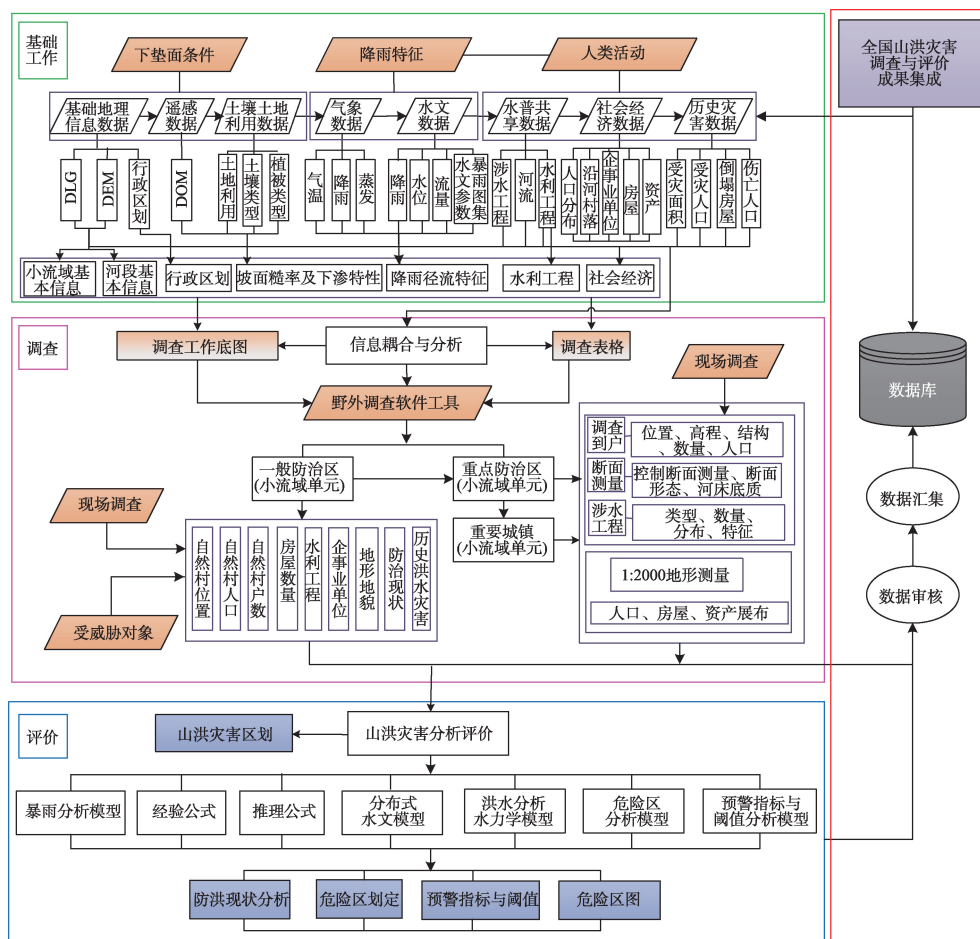 基础
工作
下垫面条件
降雨特征
人类活动
全国山洪灾害
调查与评价
成果集成
基础地理
信息数据
遥感
数据
土壤土地
利用数据
气象
数据
水文
数据
水普共
享数据
社会经
济数据
历史灾
害数据
DLG
DEM
行政区划
DOM
土地利用
土壤类型
植被类型
气温
降雨
蒸发
降雨
水位
流量
水文参数
暴雨图集
涉水工程
河流
水利工程
人口分布
沿河村落
企事业单位
房屋
资产
受灾面积
受灾人口
倒塌房屋
伤亡人口
小流域基
本信息
河段基
本信息
行政区划
坡面糙率及下渗特性
降雨径流特征
水利工程
社会经济
调查
调查工作底图
信息耦合与分析
调查表格
现场调查
数据库
野外调查软件工具
调查
到户
位置、高程、结构
、数量、人口
断面
测量
控制断面测量、断面
形态、河床底质
涉水
工程
类型、数量、
分布、特征
一般防治区
(小流域单元)
重点防治区
(小流域单元)
重要城镇
(小流域单元)
数据汇集
现场调查
受威胁对象
自然村位置
自然村人口
自然村户数
房屋数量
水利工程
企事业单位
地形地貌
防治现状
历史洪水灾害
1:2000地形测量
人口、房屋、资产展布
数据审核
评价
山洪灾害区划
山洪灾害分析评价
暴雨分析模型
经验公式
推理公式
分布式
水文模型
洪水分析
水力学模型
危险区
分析模型
预警指标与
阈值分析模型
防洪现状分析
危险区划定
预警指标与阈值
危险区图